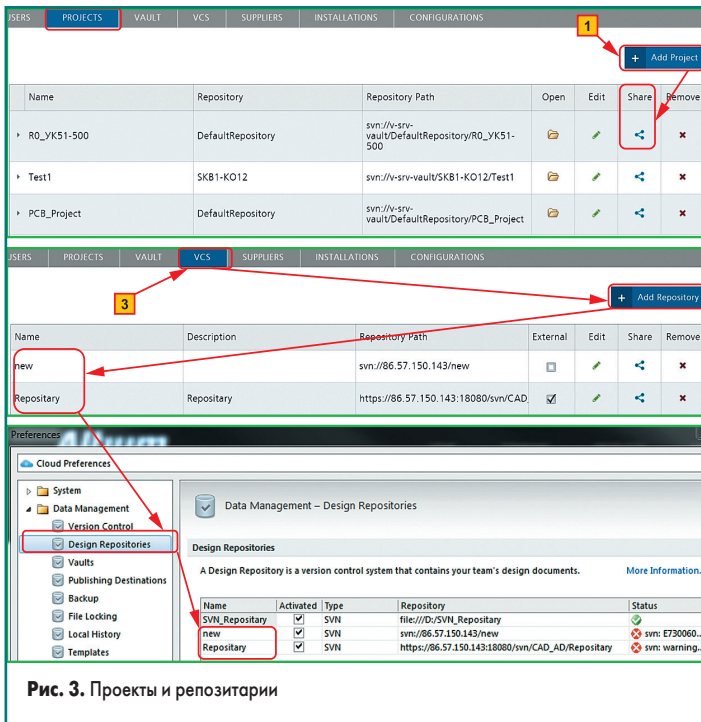 JSERS PROJECTS VAULT VCS SUPPLIERS INSTALLATIONS CONFIGURATIONS
1
+ Add Project
Name Repository Repository Path Open Edit Share Remove
R0_УК51-500 DefaultRepository svn://v-srv-
vault/DefaultRepository/R0_УК51-
500
Test1 SKB1-KO12 svn://v-srv-vault/SKB1-KO12/Test1
PCB_Project DefaultRepository svn://v-srv-
vault/DefaultRepository/PCB_Project
JSERS PROJECTS VAULT VCS SUPPLIERS INSTALLATIONS CONFIGURATIONS
3
+ Add Repository
Name Description Repository Path External Edit Share Remove
new svn://86.57.150.143/new
Repositary Repositary https://86.57.150.143:18080/svn/CAD_
Preferences
Cloud Preferences
System
Data Management
Version Control
Design Repositories
Vaults
Publishing Destinations
Backup
File Locking
Local History
Templates
Data Management – Design Repositories
Design Repositories
A Design Repository is a version control system that contains your team's design documents. More Information.
Name Activated Type Repository Status
SVN_Repositary SVN file:///D:/SVN_Repositary
new SVN svn://86.57.150.143/new svn: E730060..
Repositary SVN https://86.57.150.143:18080/svn/CAD_AD/Repositary svn: warning..
Рис. 3. Проекты и репозитарии